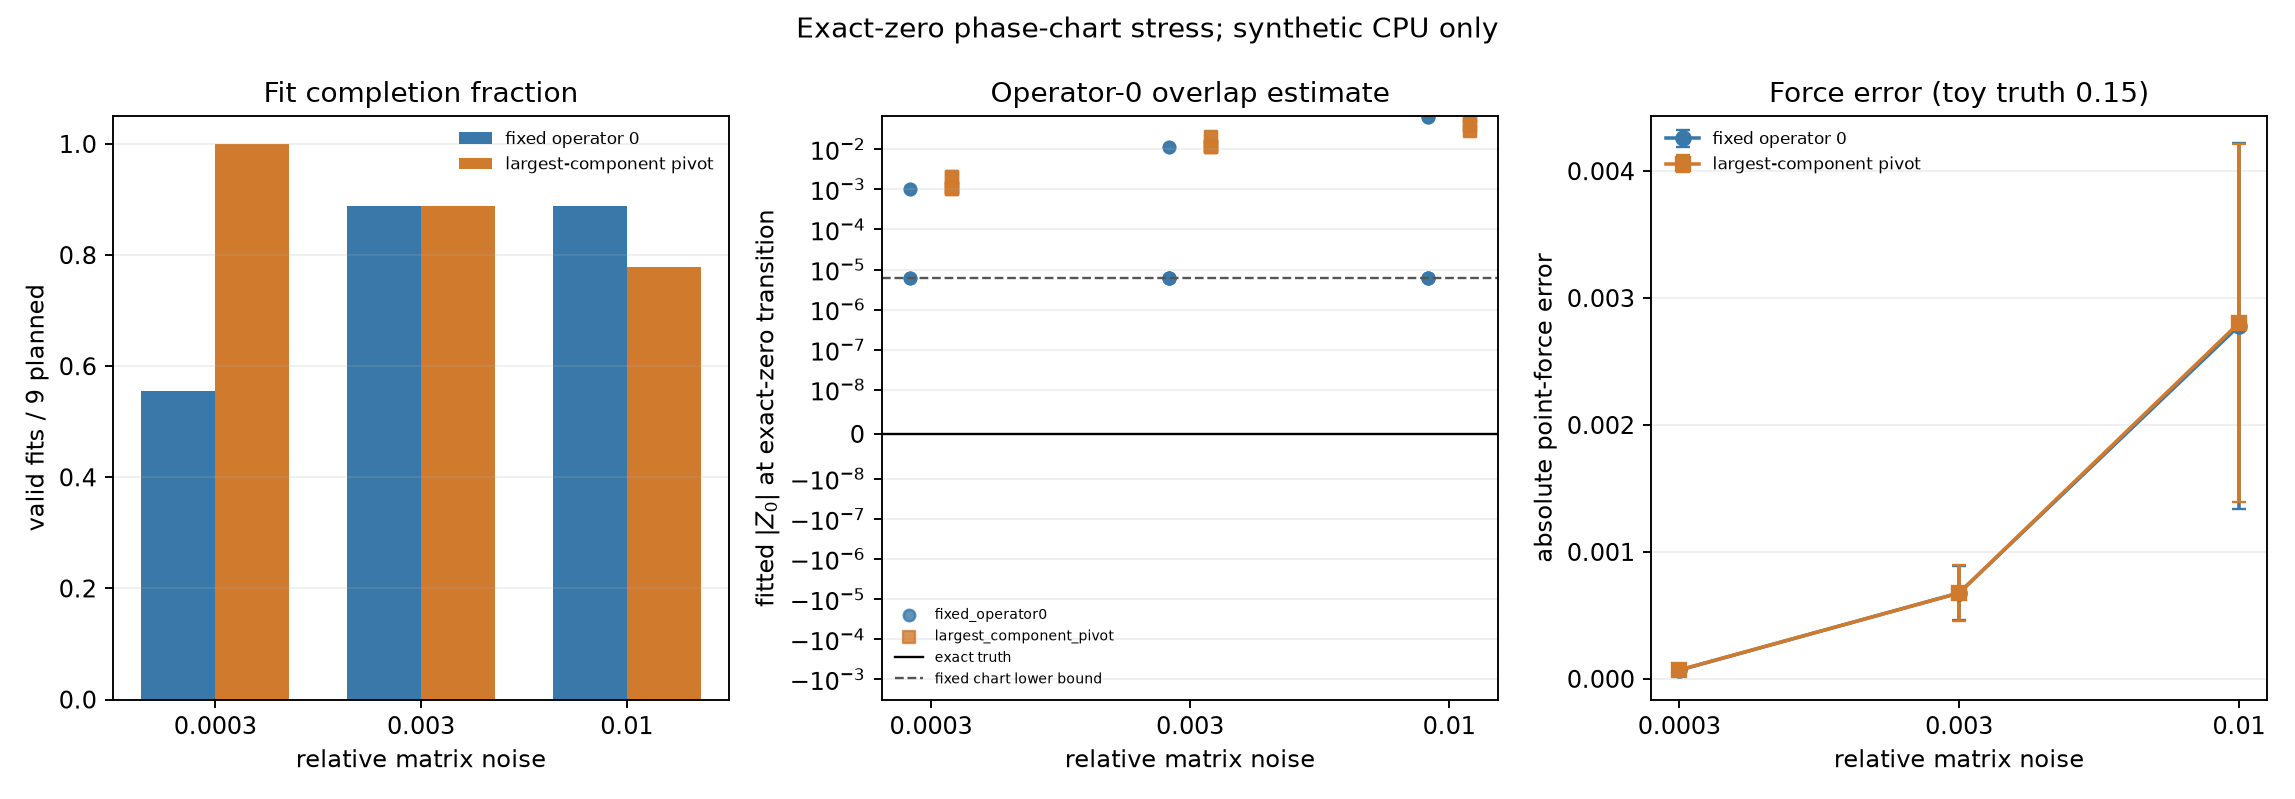 Exact-zero phase-chart stress; synthetic CPU only
Fit completion fraction
valid fits / 9 planned
1.0
0.8
0.6
0.4
0.2
0.0
fixed operator 0
largest-component pivot
0.0003
0.003
0.01
relative matrix noise
Operator-0 overlap estimate
fitted |Z₀| at exact-zero transition
10⁻²
10⁻³
10⁻⁴
10⁻⁵
10⁻⁶
10⁻⁷
10⁻⁸
0
−10⁻⁸
−10⁻⁷
−10⁻⁶
−10⁻⁵
−10⁻⁴
−10⁻³
fixed_operator0
largest_component_pivot
exact truth
fixed chart lower bound
0.0003
0.003
0.01
relative matrix noise
Force error (toy truth 0.15)
absolute point-force error
0.004
0.003
0.002
0.001
0.000
fixed operator 0
largest-component pivot
0.0003
0.003
0.01
relative matrix noise